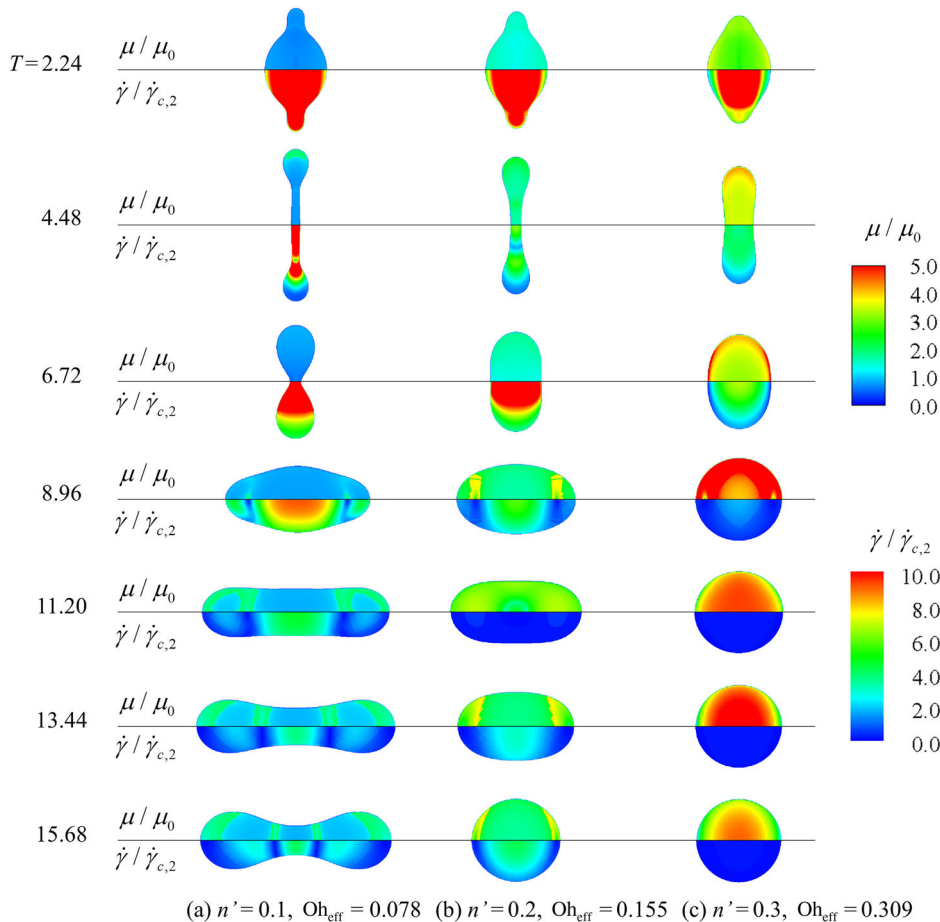 μ / μ₀
T = 2.24
γ̇ / γ̇c,2
μ / μ₀
4.48
γ̇ / γ̇c,2
μ / μ₀
5.0
4.0
3.0
2.0
1.0
0.0
μ / μ₀
6.72
γ̇ / γ̇c,2
μ / μ₀
8.96
γ̇ / γ̇c,2
γ̇ / γ̇c,2
10.0
8.0
6.0
4.0
2.0
0.0
μ / μ₀
11.20
γ̇ / γ̇c,2
μ / μ₀
13.44
γ̇ / γ̇c,2
μ / μ₀
15.68
γ̇ / γ̇c,2
(a) n’= 0.1, Oheff = 0.078 (b) n’= 0.2, Oheff = 0.155 (c) n’= 0.3, Oheff = 0.309